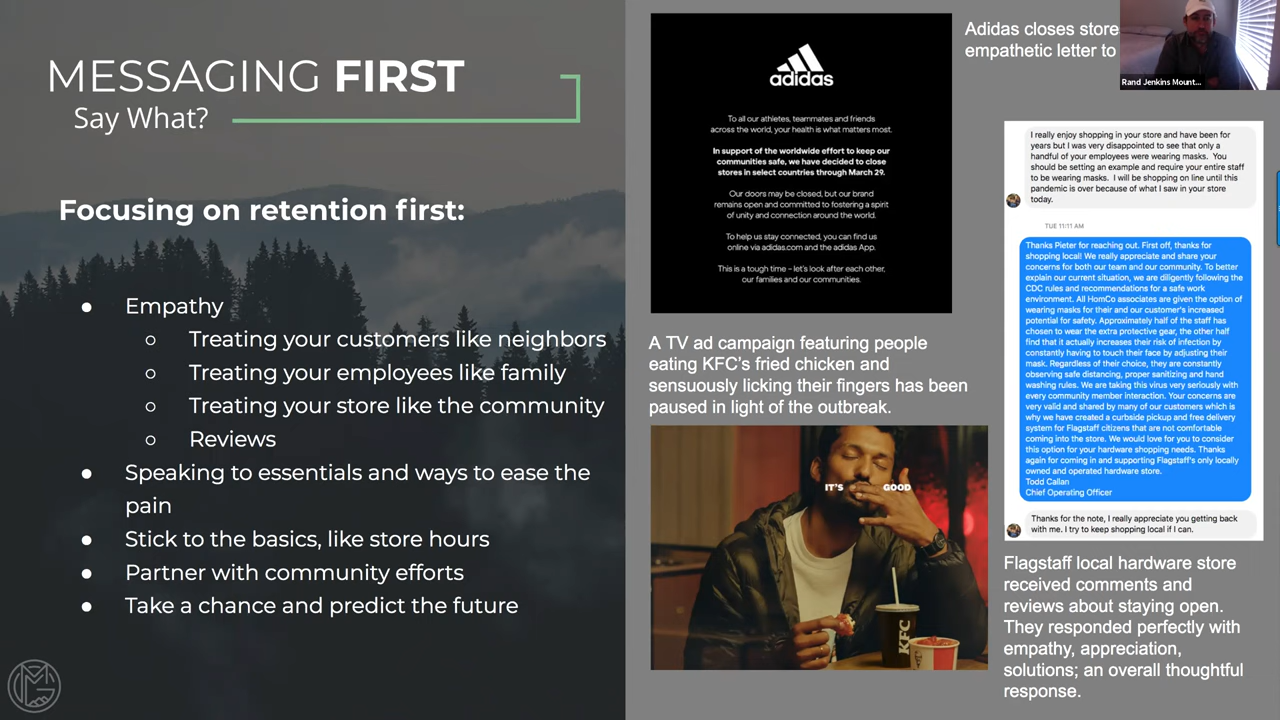 MESSAGING FIRST
Say What?
Focusing on retention first:
● Empathy
○ Treating your customers like neighbors
○ Treating your employees like family
○ Treating your store like the community
○ Reviews
● Speaking to essentials and ways to ease the
pain
● Stick to the basics, like store hours
● Partner with community efforts
● Take a chance and predict the future
adidas
To all our athletes, teammates and friends
across the world, your health is what matters most.
In support of the worldwide effort to keep our
communities safe, we have decided to close
stores in select countries through March 29.
Our doors may be closed, but our brand
remains open and committed to fostering a spirit
of unity and connection around the world.
To help us stay connected, you can find us
online via adidas.com and the adidas App.
This is a tough time – let's look after each other,
our families and our communities.
A TV ad campaign featuring people
eating KFC's fried chicken and
sensuously licking their fingers has been
paused in light of the outbreak.
IT'S GOOD
KFC
Adidas closes store
empathetic letter to
Rand Jenkins Mount...
I really enjoy shopping in your store and have been for
years but I was very disappointed to see that only a
handful of your employees were wearing masks. You
should be setting an example and require your entire staff
to be wearing masks. I will be shopping on line until this
pandemic is over because of what I saw in your store
today.
TUE 11:11 AM
Thanks Pieter for reaching out. First off, thanks for
shopping local! We really appreciate and share your
concerns for both our team and our community. To better
explain our current situation, we are diligently following the
CDC rules and recommendations for a safe work
environment. All HomCo associates are given the option of
wearing masks for their and our customer's increased
potential for safety. Approximately half of the staff has
chosen to wear the extra protective gear, the other half
find that it actually increases their risk of infection by
constantly having to touch their face by adjusting their
mask. Regardless of their choice, they are constantly
observing safe distancing, proper sanitizing and hand
washing rules. We are taking this virus very seriously with
every community member interaction. Your concerns are
very valid and shared by many of our customers which is
why we have created a curbside pickup and free delivery
system for Flagstaff citizens that are not comfortable
coming into the store. We would love for you to consider
this option for your hardware shopping needs. Thanks
again for coming in and supporting Flagstaff's only locally
owned and operated hardware store.
Todd Callan
Chief Operating Officer
Thanks for the note, I really appreciate you getting back
with me. I try to keep shopping local if I can.
Flagstaff local hardware store
received comments and
reviews about staying open.
They responded perfectly with
empathy, appreciation,
solutions; an overall thoughtful
response.